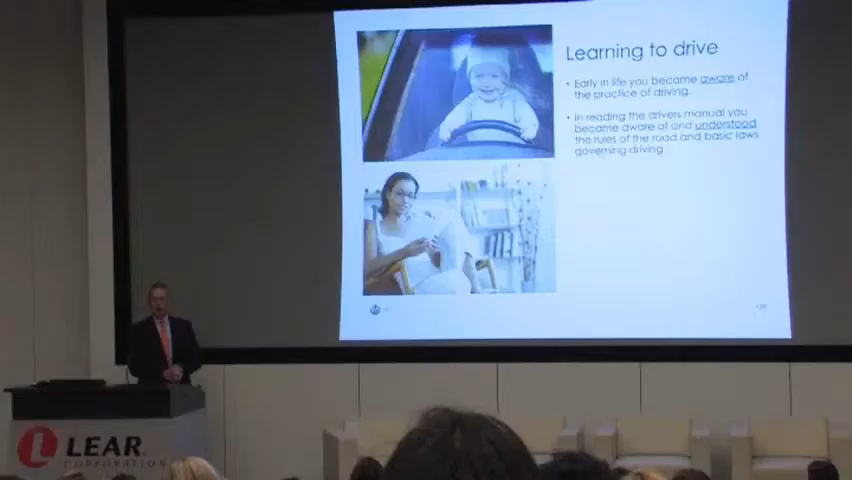 Learning to drive
• Early in life you became aware of
the practice of driving.
• In reading the drivers manual you
became aware of and understood
the rules of the road and basic laws
governing driving
LEAR
CORPORATION